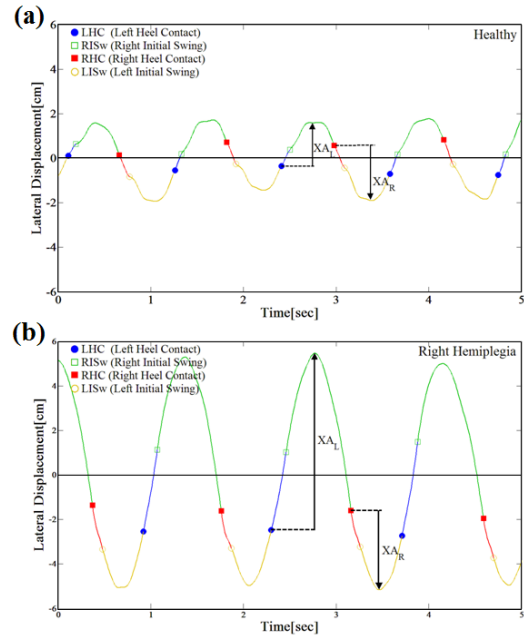 (a)
LHC (Left Heel Contact)
RISw (Right Initial Swing)
RHC (Right Heel Contact)
LISw (Left Initial Swing)
Healthy
Lateral Displacement[cm]
6
4
2
0
-2
-4
-6
XA_L
XA_R
0 1 2 3 4 5
Time[sec]
(b)
Right Hemiplegia
LHC (Left Heel Contact)
RISw (Right Initial Swing)
RHC (Right Heel Contact)
LISw (Left Initial Swing)
Lateral Displacement[cm]
6
4
2
0
-2
-4
-6
XA_L
XA_R
0 1 2 3 4 5
Time[sec]